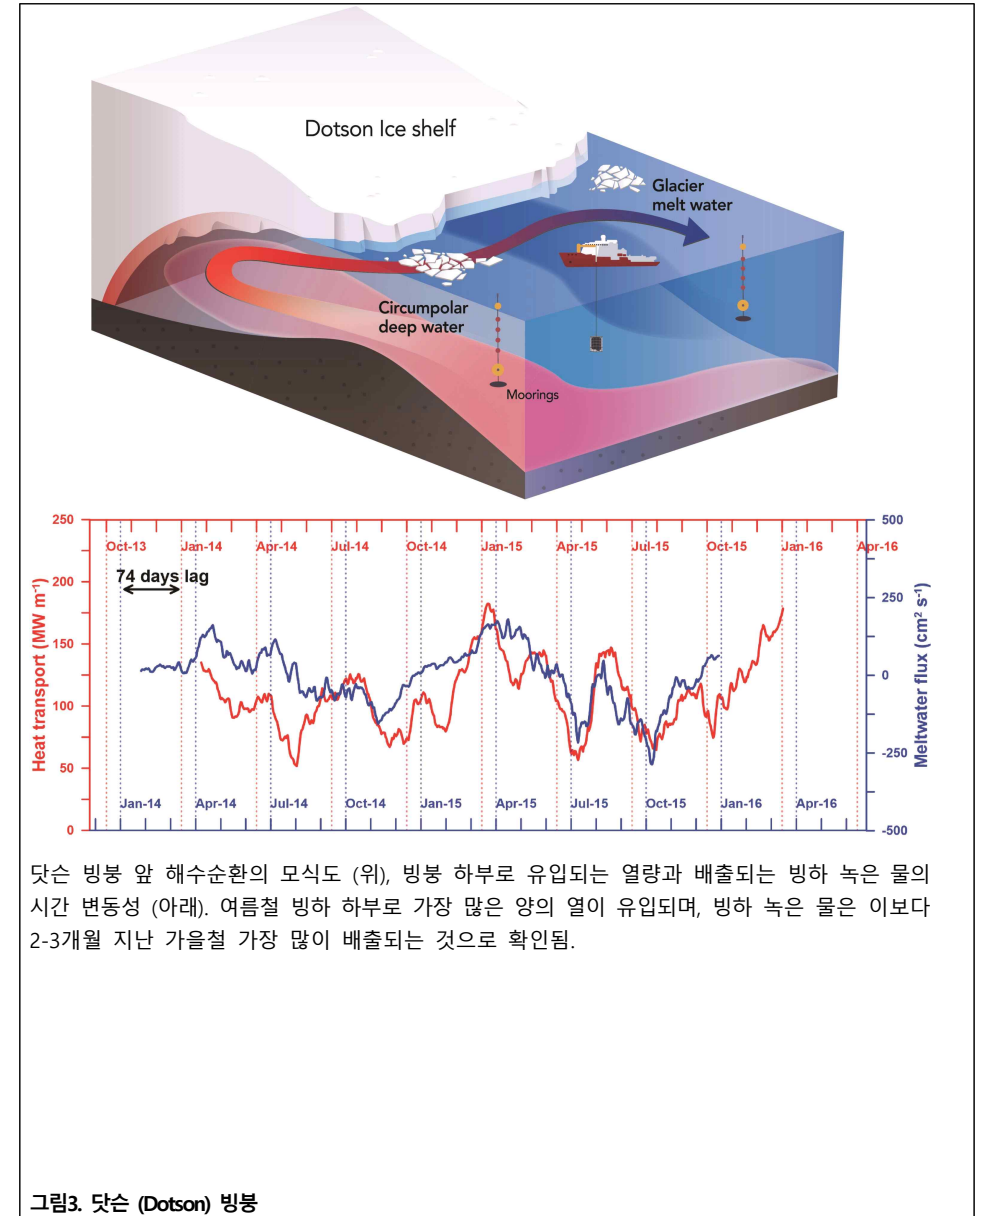 Dotson Ice shelf
Glacier
melt water
Circumpolar
deep water
Moorings
250
500
Oct-13 Jan-14 Apr-14 Jul-14 Oct-14 Jan-15 Apr-15 Jul-15 Oct-15 Jan-16 Apr-16
74 days lag
200
250
150
0
100
-250
50
Jan-14 Apr-14 Jul-14 Oct-14 Jan-15 Apr-15 Jul-15 Oct-15 Jan-16 Apr-16
0
-500
Heat transport (MW m⁻¹)
Meltwater flux (cm² s⁻¹)
닷슨 빙붕 앞 해수순환의 모식도 (위), 빙붕 하부로 유입되는 열량과 배출되는 빙하 녹은 물의
시간 변동성 (아래). 여름철 빙하 하부로 가장 많은 양의 열이 유입되며, 빙하 녹은 물은 이보다
2-3개월 지난 가을철 가장 많이 배출되는 것으로 확인됨.
그림3. 닷슨 (Dotson) 빙붕